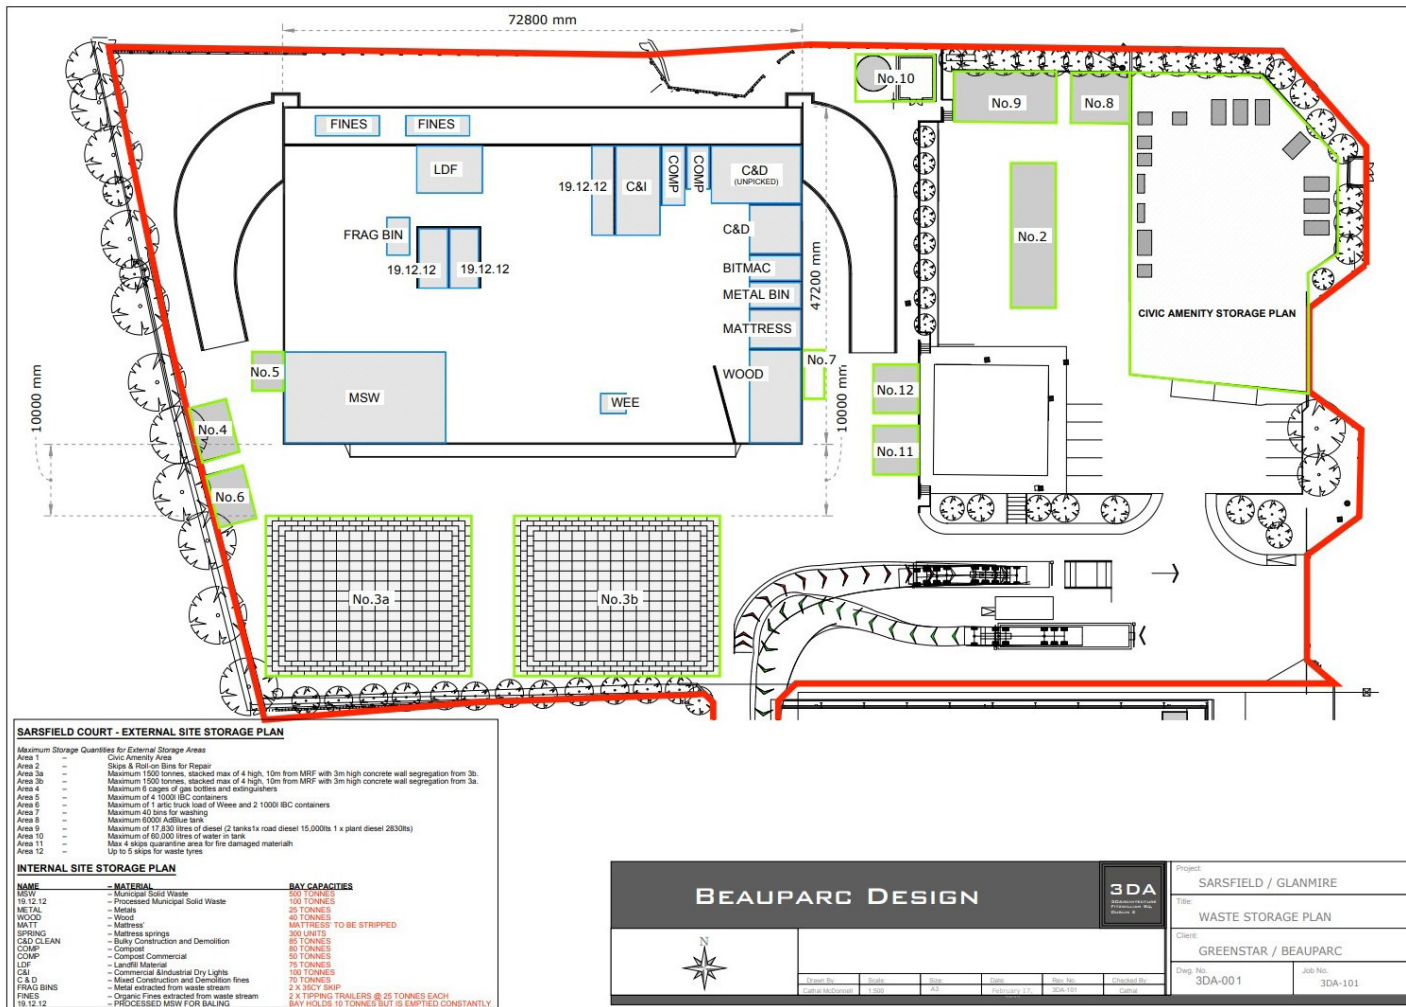 72800 mm
No.10
No.9
No.8
FINES
FINES
LDF
19.12.12
C&I
COMP
COMP
C&D
(UNPICKED)
FRAG BIN
19.12.12
19.12.12
C&D
BITMAC
METAL BIN
MATTRESS
WOOD
47200 mm
No.2
CIVIC AMENITY STORAGE PLAN
No.5
MSW
WEE
No.7
No.12
No.11
10000 mm
10000 mm
No.4
No.6
No.3a
No.3b
SARSFIELD COURT - EXTERNAL SITE STORAGE PLAN
Maximum Storage Quantities for External Storage Areas
Area 1 – Civic Amenity Area
Area 2 – Skips & Roll-on Bins for Repair
Area 3a – Maximum 1500 tonnes, stacked max of 4 high, 10m from MRF with 3m high concrete wall segregation from 3b.
Area 3b – Maximum 1500 tonnes, stacked max of 4 high, 10m from MRF with 3m high concrete wall segregation from 3a.
Area 4 – Maximum 6 cages of gas bottles and extinguishers
Area 5 – Maximum of 4 1000l IBC containers
Area 6 – Maximum of 1 artic truck load of Weee and 2 1000l IBC containers
Area 7 – Maximum 40 bins for washing
Area 8 – Maximum 6000l AdBlue tank
Area 9 – Maximum of 17,830 litres of diesel (2 tanks1x road diesel 15,000lts 1 x plant diesel 2830lts)
Area 10 – Maximum of 60,000 litres of water in tank
Area 11 – Max 4 skips quarantine area for fire damaged materialh
Area 12 – Up to 5 skips for waste tyres
INTERNAL SITE STORAGE PLAN
NAME – MATERIAL BAY CAPACITIES
MSW – Municipal Solid Waste 500 TONNES
19.12.12 – Processed Municipal Solid Waste 100 TONNES
METAL – Metals 25 TONNES
WOOD – Wood 40 TONNES
MATT – Mattress' MATTRESS' TO BE STRIPPED
SPRING – Mattress springs 300 UNITS
C&D CLEAN – Bulky Construction and Demolition 85 TONNES
COMP – Compost 80 TONNES
COMP – Compost Commercial 50 TONNES
LDF – Landfill Material 75 TONNES
C&I – Commercial &Industrial Dry Lights 100 TONNES
C & D – Mixed Construction and Demolition fines 70 TONNES
FRAG BINS – Metal extracted from waste stream 2 X 35CY SKIP
FINES – Organic Fines extracted from waste stream 2 X TIPPING TRAILERS @ 25 TONNES EACH
19.12.12 – PROCESSED MSW FOR BALING BAY HOLDS 10 TONNES BUT IS EMPTIED CONSTANTLY
BEAUPARC DESIGN
3DA
3DARCHITECTURE
FITZWILLIAM SQ,
DUBLIN 2
N
Drawn By: Scale: Size: Date: Rev. No: Checked By:
Cathal McDonnell 1:500 A3 February 17, 3DA-101 Cathal
Project:
SARSFIELD / GLANMIRE
Title:
WASTE STORAGE PLAN
Client:
GREENSTAR / BEAUPARC
Dwg. No. Job No.
3DA-001 3DA-101